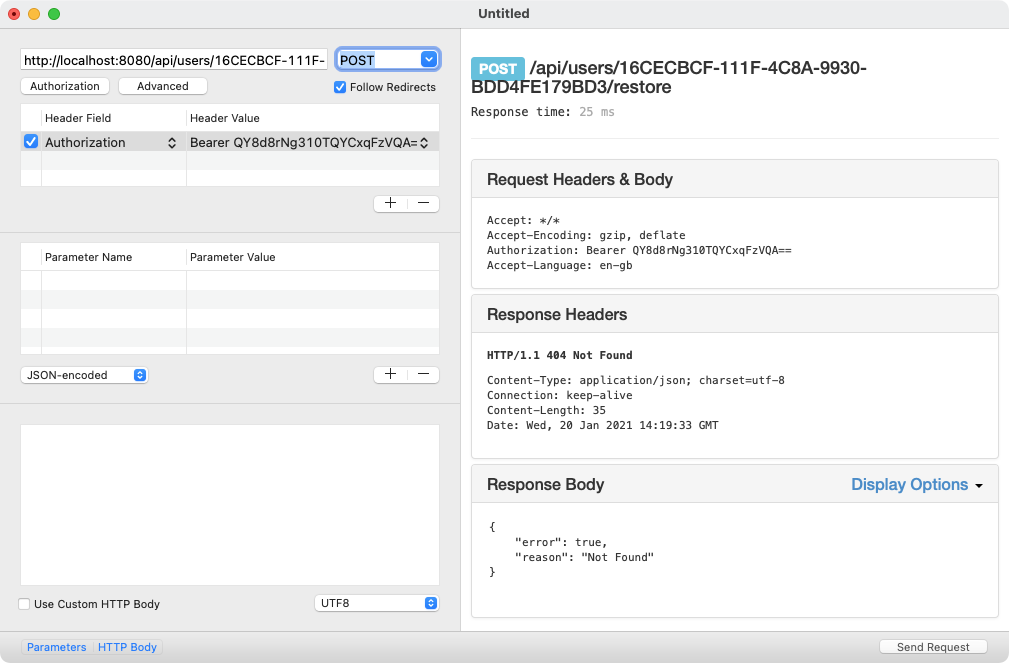 Untitled
http://localhost:8080/api/users/16CECBCF-111F-
POST
Authorization
Advanced
Follow Redirects
Header Field
Header Value
Authorization
Bearer QY8d8rNg310TQYCxqFzVQA=
Parameter Name
Parameter Value
JSON-encoded
Use Custom HTTP Body
UTF8
Parameters
HTTP Body
POST /api/users/16CECBCF-111F-4C8A-9930-
BDD4FE179BD3/restore
Response time: 25 ms
Request Headers & Body
Accept: */*
Accept-Encoding: gzip, deflate
Authorization: Bearer QY8d8rNg310TQYCxqFzVQA==
Accept-Language: en-gb
Response Headers
HTTP/1.1 404 Not Found
Content-Type: application/json; charset=utf-8
Connection: keep-alive
Content-Length: 35
Date: Wed, 20 Jan 2021 14:19:33 GMT
Response Body
Display Options
{
"error": true,
"reason": "Not Found"
}
Send Request